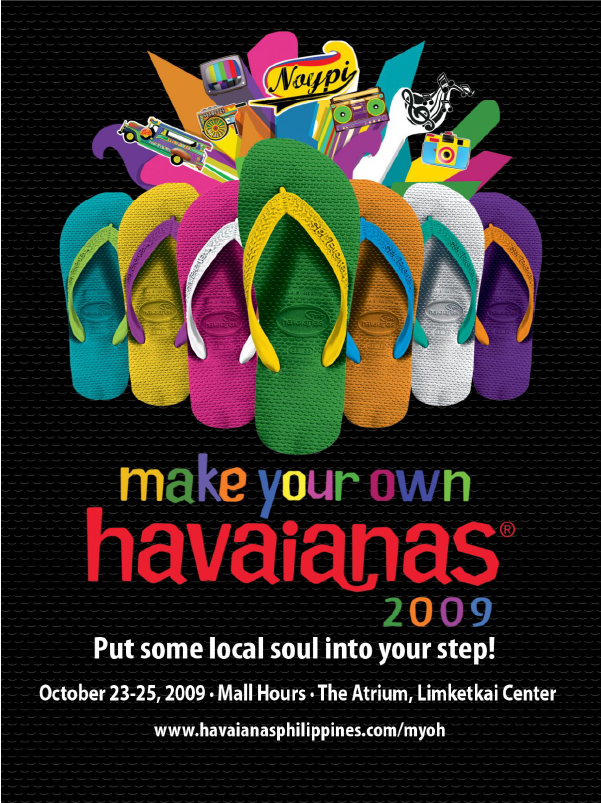 Noypi
make your own
havaianas®
2009
Put some local soul into your step!
October 23-25, 2009 · Mall Hours · The Atrium, Limketkai Center
www.havaianasphilippines.com/myoh